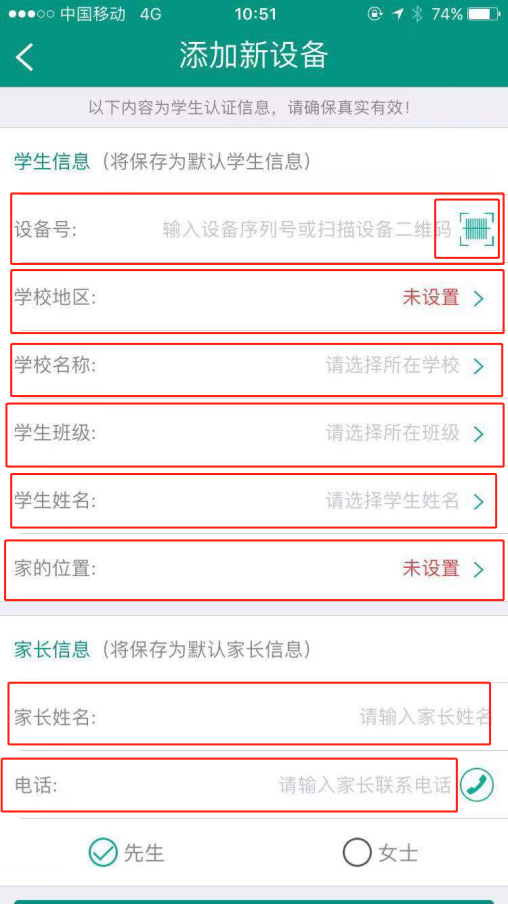 中国移动 4G 10:51 74%
添加新设备
以下内容为学生认证信息，请确保真实有效！
学生信息（将保存为默认学生信息）
设备号: 输入设备序列号或扫描设备二维码
学校地区: 未设置
学校名称: 请选择所在学校
学生班级: 请选择所在班级
学生姓名: 请选择学生姓名
家的位置: 未设置
家长信息（将保存为默认家长信息）
家长姓名: 请输入家长姓名
电话: 请输入家长联系电话
先生 女士